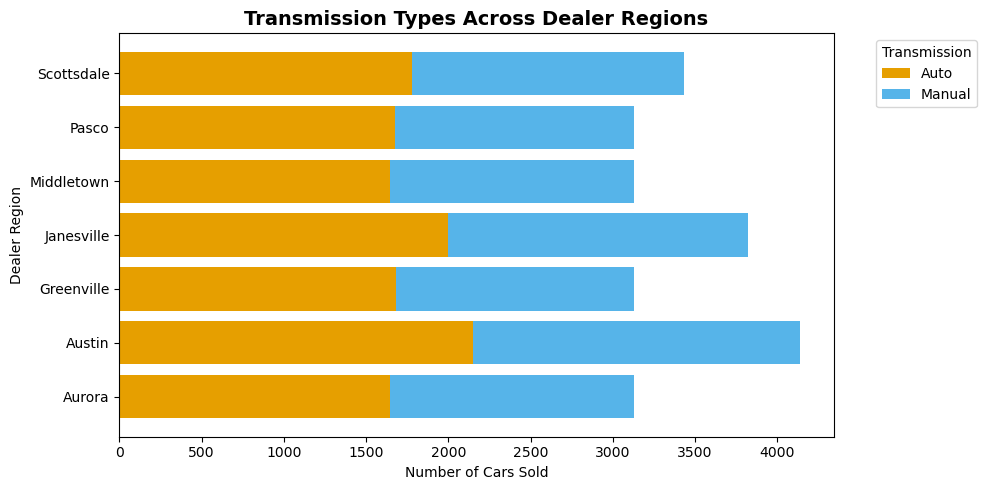 Transmission Types Across Dealer Regions
Transmission
Auto
Manual
Dealer Region
Scottsdale
Pasco
Middletown
Janesville
Greenville
Austin
Aurora
0 500 1000 1500 2000 2500 3000 3500 4000
Number of Cars Sold